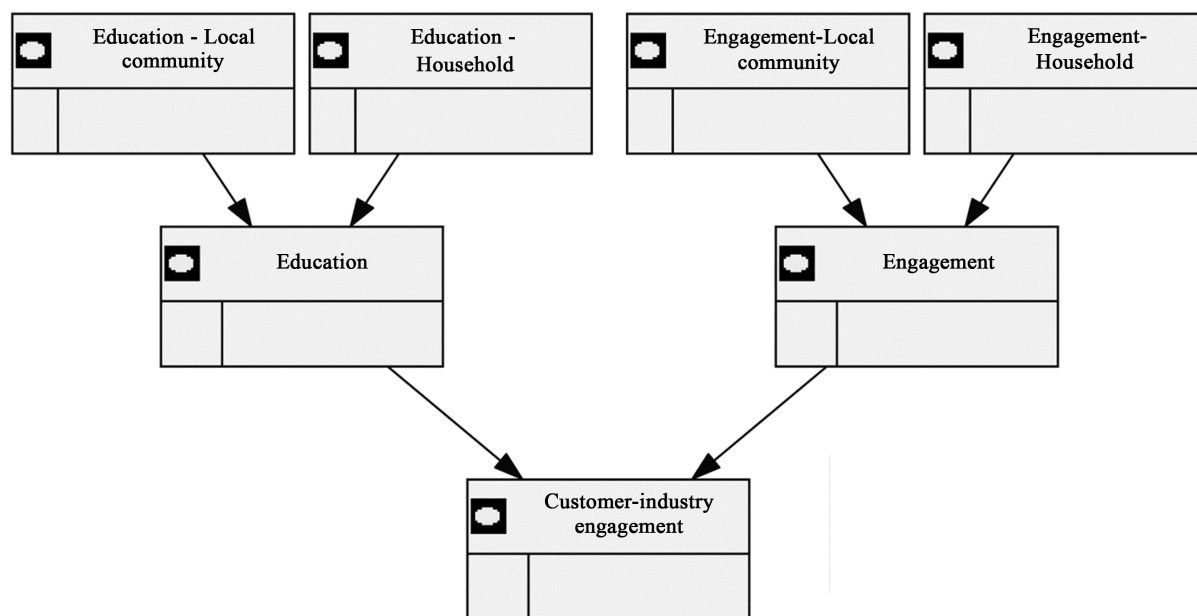 Education - Local
community
Education -
Household
Engagement-Local
community
Engagement-
Household
Education
Engagement
Customer-industry
engagement